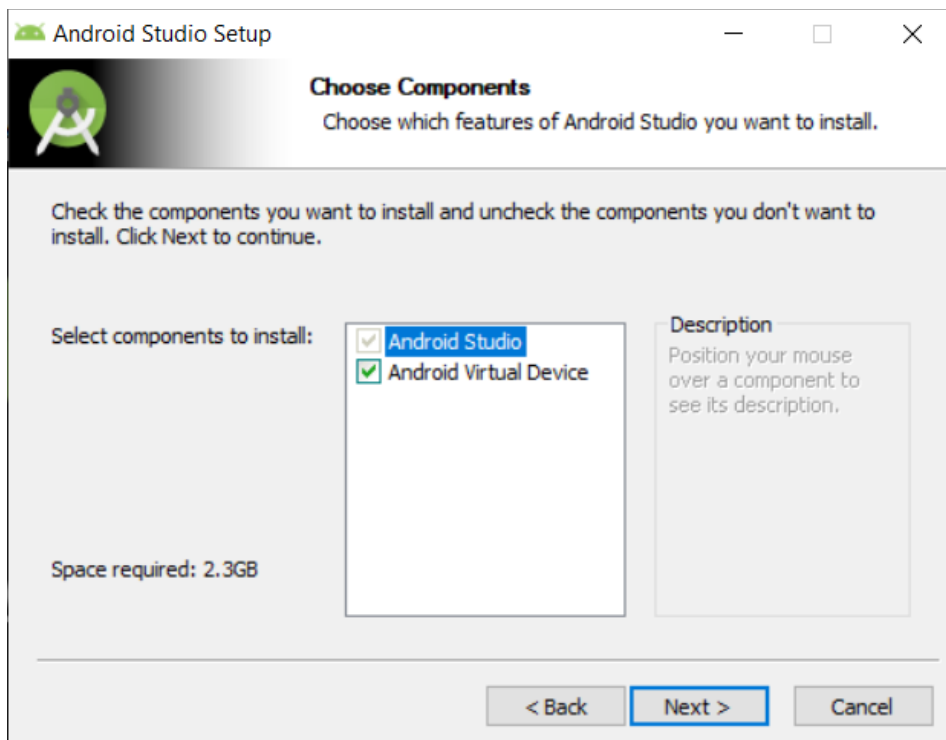 Android Studio Setup
Choose Components
Choose which features of Android Studio you want to install.
Check the components you want to install and uncheck the components you don't want to
install. Click Next to continue.
Select components to install:
Android Studio
Android Virtual Device
Description
Position your mouse
over a component to
see its description.
Space required: 2.3GB
< Back
Next >
Cancel